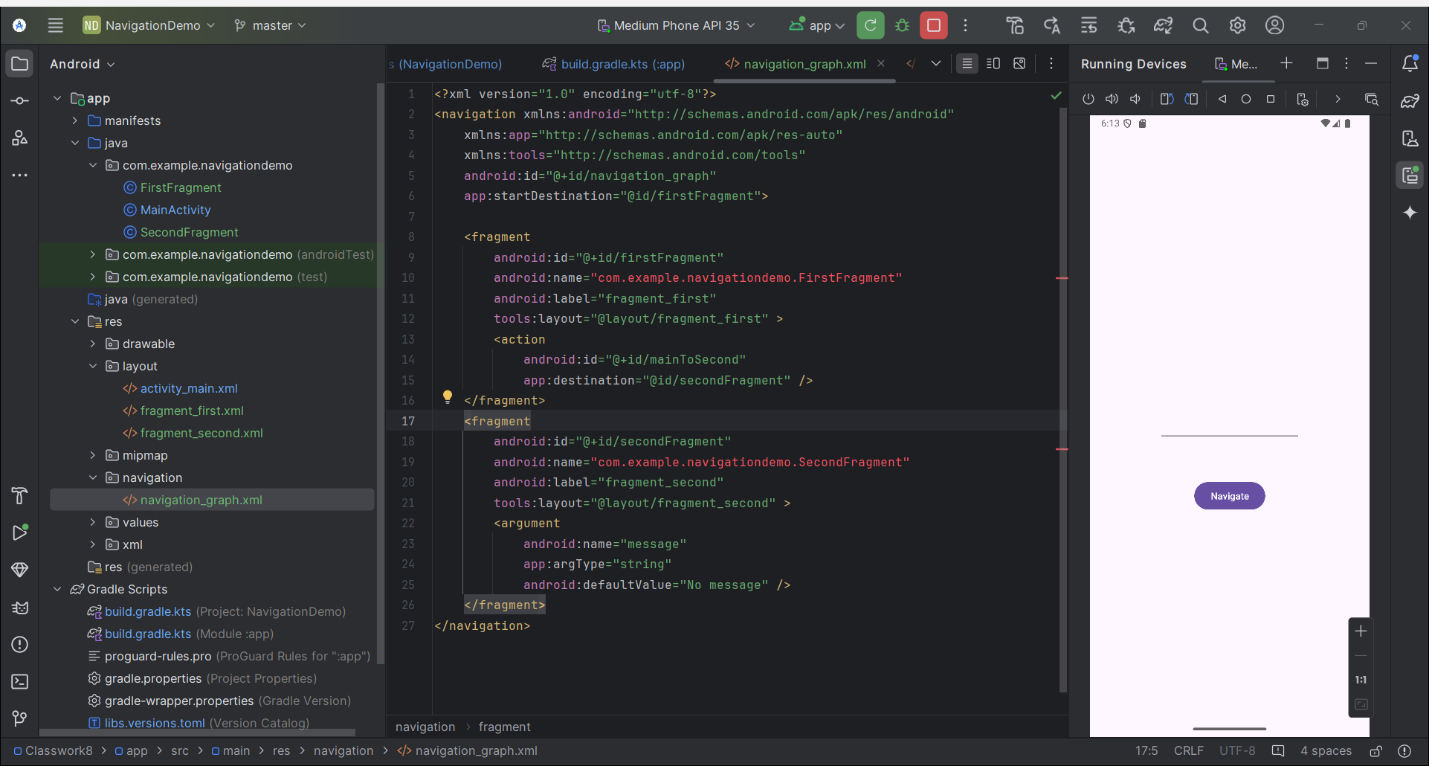 ND NavigationDemo master Medium Phone API 35 app
Android
app
manifests
java
com.example.navigationdemo
FirstFragment
MainActivity
SecondFragment
com.example.navigationdemo (androidTest)
com.example.navigationdemo (test)
java (generated)
res
drawable
layout
activity_main.xml
fragment_first.xml
fragment_second.xml
mipmap
navigation
navigation_graph.xml
values
xml
res (generated)
Gradle Scripts
build.gradle.kts (Project: NavigationDemo)
build.gradle.kts (Module :app)
proguard-rules.pro (ProGuard Rules for ":app")
gradle.properties (Project Properties)
gradle-wrapper.properties (Gradle Version)
libs.versions.toml (Version Catalog)
s (NavigationDemo) build.gradle.kts (:app) navigation_graph.xml
1 <?xml version="1.0" encoding="utf-8"?>
2 <navigation xmlns:android="http://schemas.android.com/apk/res/android"
3 xmlns:app="http://schemas.android.com/apk/res-auto"
4 xmlns:tools="http://schemas.android.com/tools"
5 android:id="@+id/navigation_graph"
6 app:startDestination="@id/firstFragment">
7
8 <fragment
9 android:id="@+id/firstFragment"
10 android:name="com.example.navigationdemo.FirstFragment"
11 android:label="fragment_first"
12 tools:layout="@layout/fragment_first" >
13 <action
14 android:id="@+id/mainToSecond"
15 app:destination="@id/secondFragment" />
16 </fragment>
17 <fragment
18 android:id="@+id/secondFragment"
19 android:name="com.example.navigationdemo.SecondFragment"
20 android:label="fragment_second"
21 tools:layout="@layout/fragment_second" >
22 <argument
23 android:name="message"
24 app:argType="string"
25 android:defaultValue="No message" />
26 </fragment>
27 </navigation>
navigation > fragment
Running Devices Me...
6:13
Navigate
1:1
Classwork8 > app > src > main > res > navigation > navigation_graph.xml
17:5 CRLF UTF-8 4 spaces